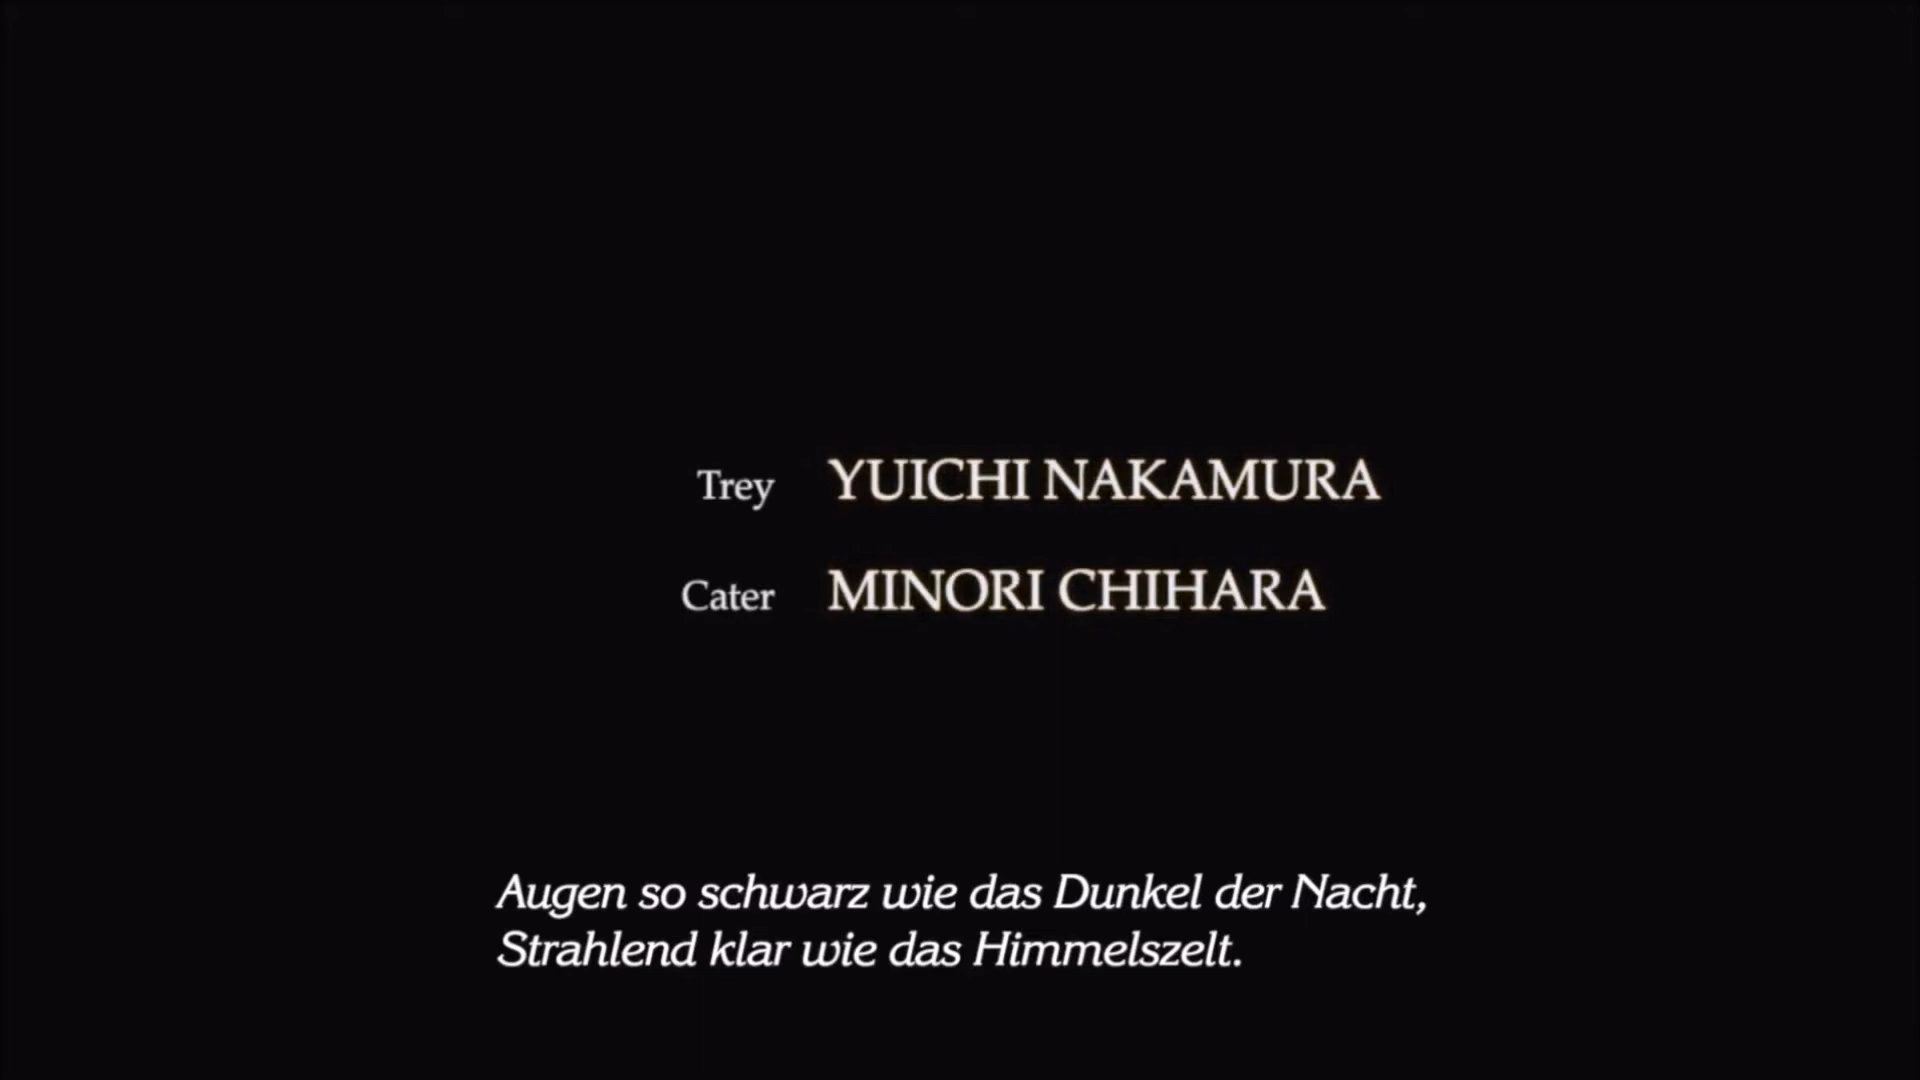 Trey YUICHI NAKAMURA
Cater MINORI CHIHARA
Augen so schwarz wie das Dunkel der Nacht,
Strahlend klar wie das Himmelszelt.